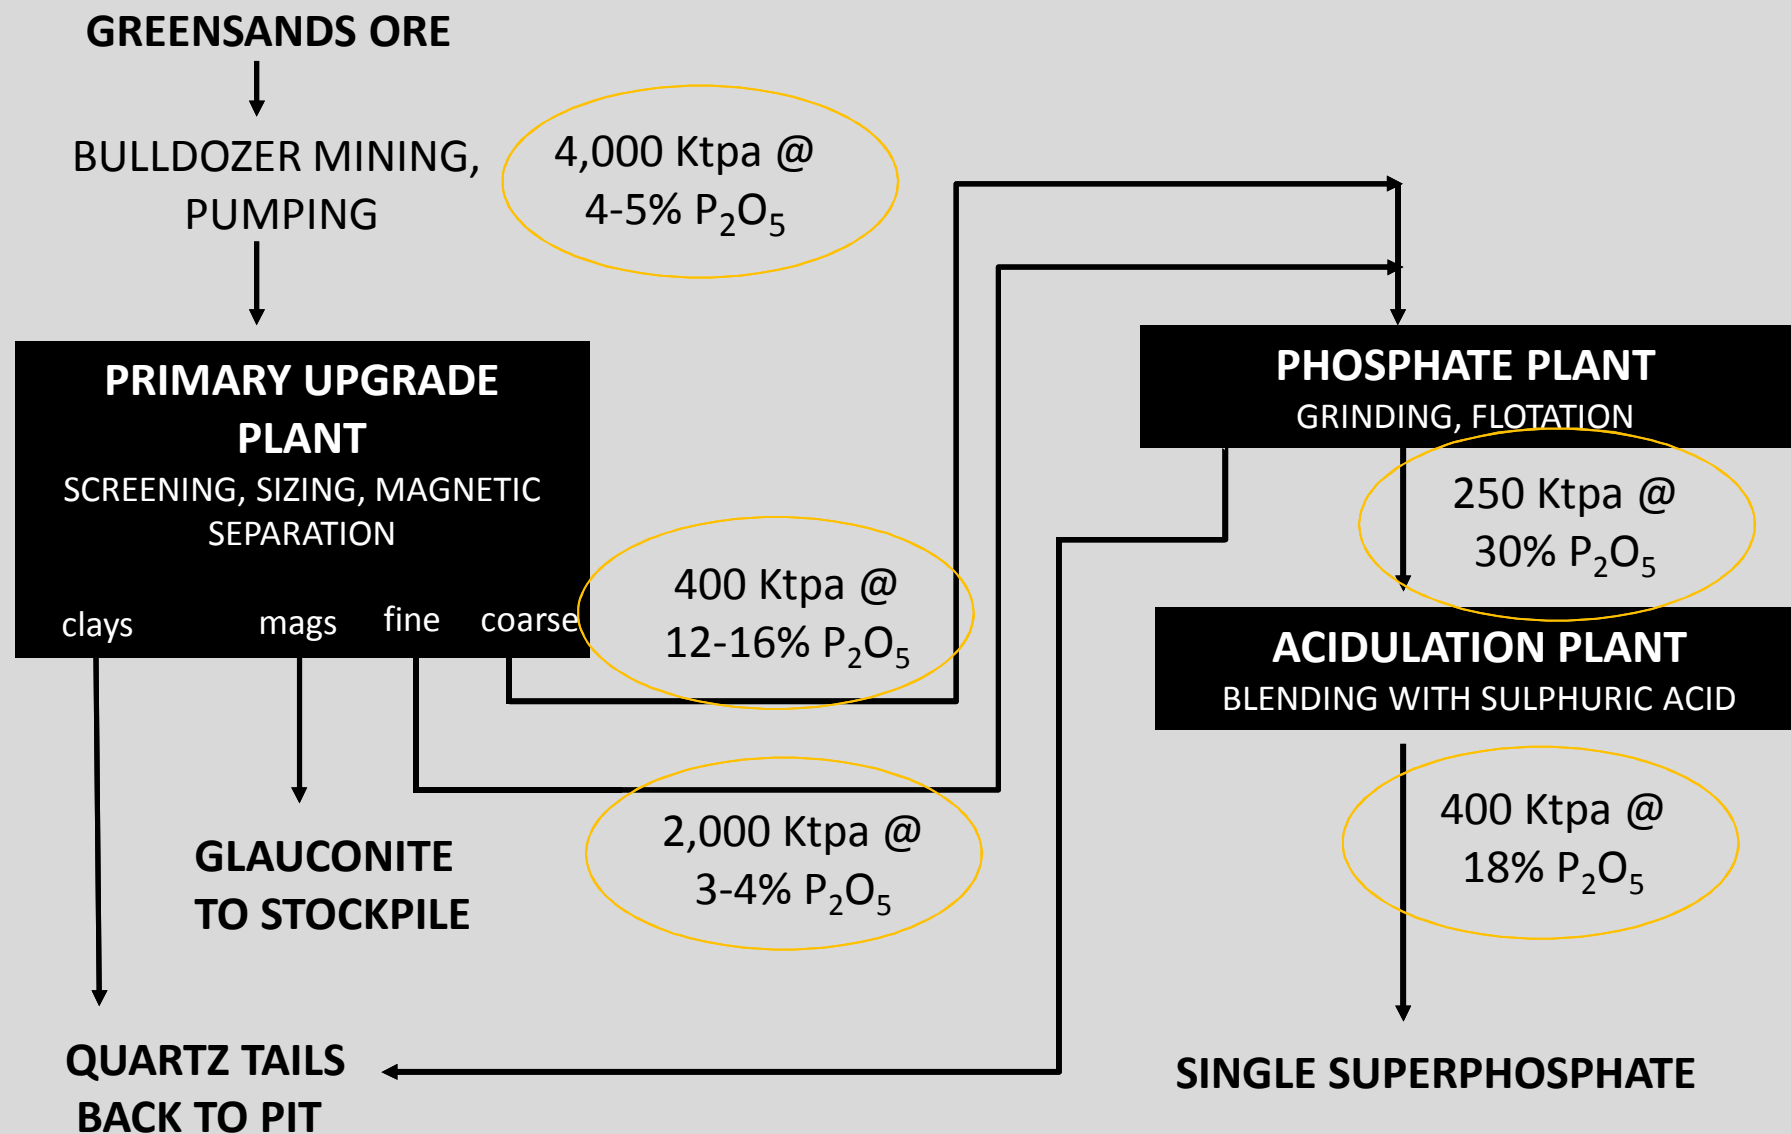 GREENSANDS ORE
BULLDOZER MINING,
PUMPING
4,000 Ktpa @
4-5% P₂O₅
PRIMARY UPGRADE
PLANT
SCREENING, SIZING, MAGNETIC
SEPARATION
clays mags fine coarse
400 Ktpa @
12-16% P₂O₅
2,000 Ktpa @
3-4% P₂O₅
GLAUCONITE
TO STOCKPILE
QUARTZ TAILS
BACK TO PIT
PHOSPHATE PLANT
GRINDING, FLOTATION
250 Ktpa @
30% P₂O₅
ACIDULATION PLANT
BLENDING WITH SULPHURIC ACID
400 Ktpa @
18% P₂O₅
SINGLE SUPERPHOSPHATE